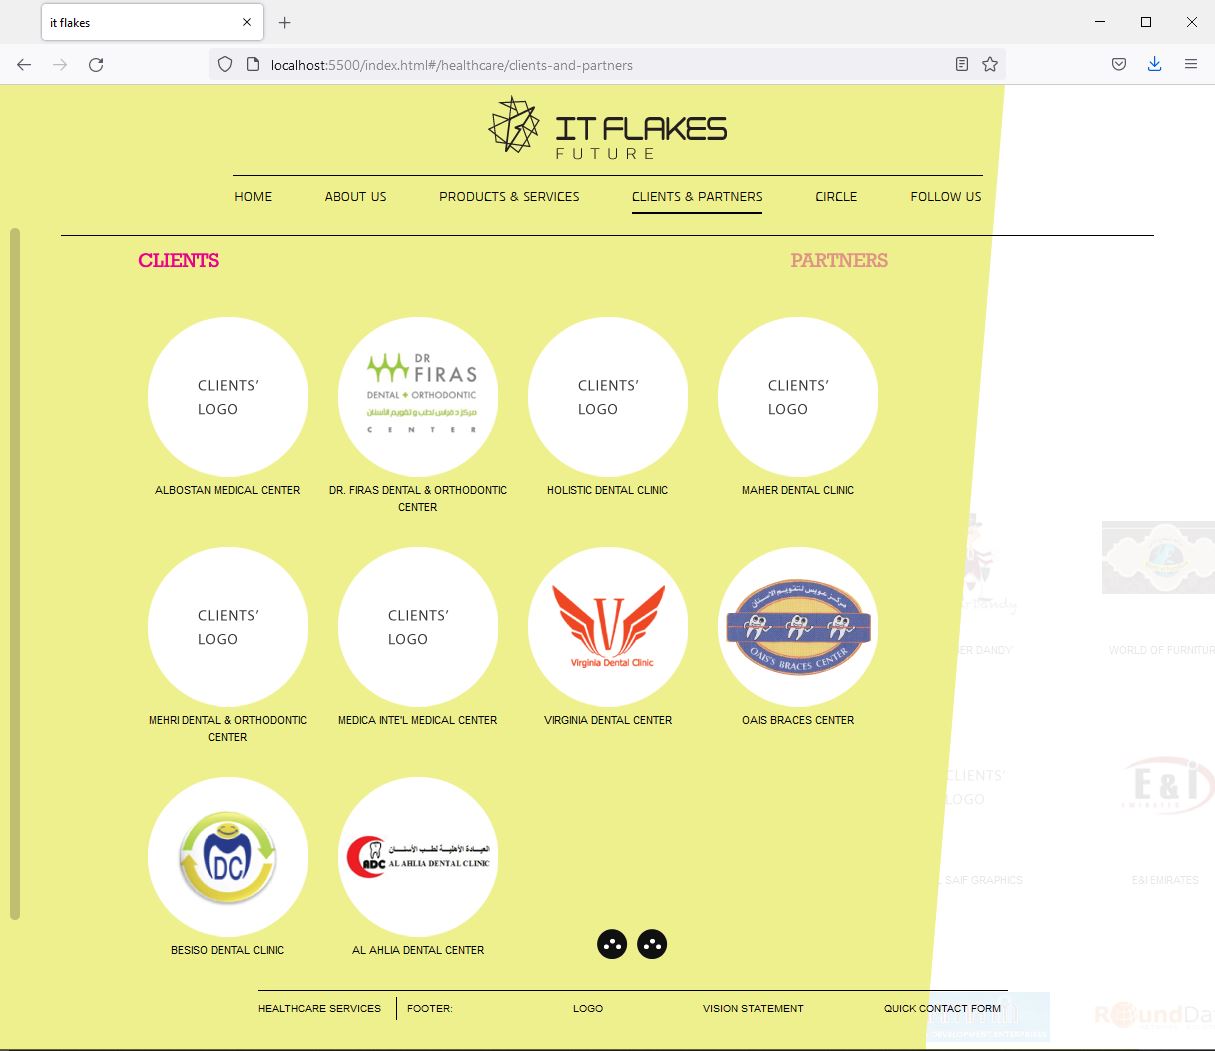 it flakes
localhost:5500/index.html#/healthcare/clients-and-partners
IT FLAKES
FUTURE
HOME ABOUT US PRODUCTS & SERVICES CLIENTS & PARTNERS CIRCLE FOLLOW US
CLIENTS PARTNERS
CLIENTS'
LOGO
DR
FIRAS
DENTAL + ORTHODONTIC
مركز د فراس لطب و تقويم الأسنان
CENTER
CLIENTS'
LOGO
CLIENTS'
LOGO
ALBOSTAN MEDICAL CENTER
DR. FIRAS DENTAL & ORTHODONTIC
CENTER
HOLISTIC DENTAL CLINIC
MAHER DENTAL CLINIC
CLIENTS'
LOGO
CLIENTS'
LOGO
Virginia Dental Clinic
مركز عويس لتقويم الاسنان
OAIS'S BRACES CENTER
ER DANDY
WORLD OF FURNITUR
MEHRI DENTAL & ORTHODONTIC
CENTER
MEDICA INTE'L MEDICAL CENTER
VIRGINIA DENTAL CENTER
OAIS BRACES CENTER
CLIENTS'
LOGO
E&i
EMIRATES
DC
العيادة الأهلية لطب الأسنان
ADC AL AHLIA DENTAL CLINIC
L SAIF GRAPHICS
E&I EMIRATES
BESISO DENTAL CLINIC
AL AHLIA DENTAL CENTER
HEALTHCARE SERVICES FOOTER: LOGO VISION STATEMENT QUICK CONTACT FORM
RoundDa
DEVELOPMENT ENTERPRISES